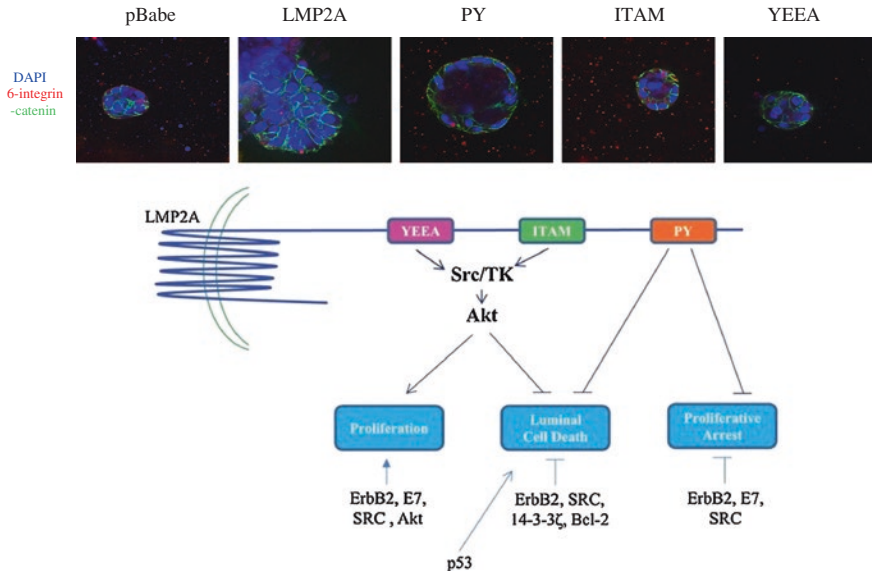 pBabe LMP2A PY ITAM YEEA
DAPI
6-integrin
-catenin
LMP2A
YEEA ITAM PY
Src/TK
Akt
Proliferation
Luminal
Cell Death
Proliferative
Arrest
ErbB2, E7,
SRC , Akt
ErbB2, SRC,
14-3-3ζ, Bcl-2
ErbB2, E7,
SRC
p53